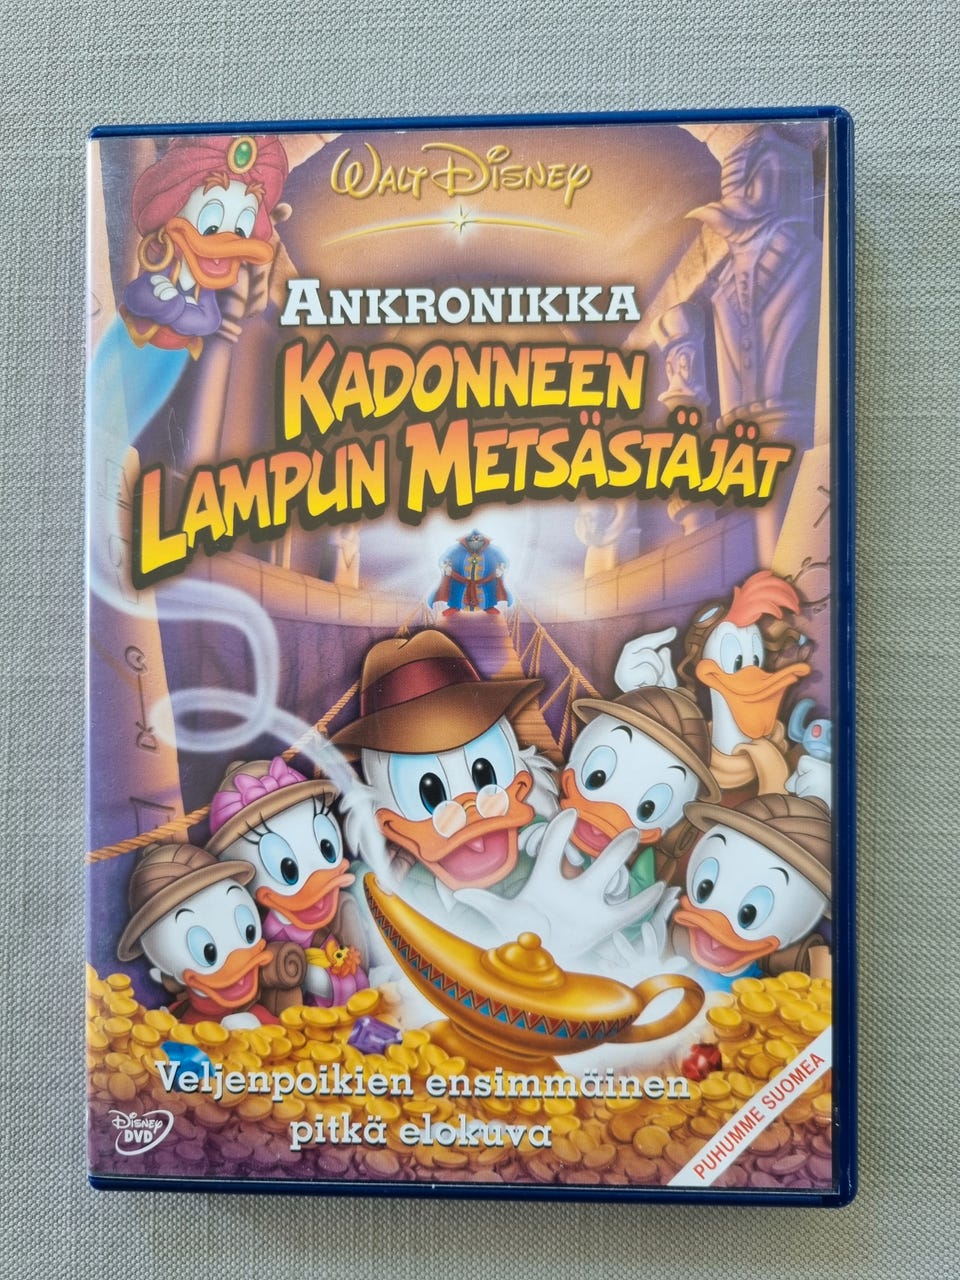 WALT DISNEY
ANKRONIKKA
KADONNEEN
LAMPUN METSÄSTÄJÄT
Veljenpoikien ensimmäinen
pitkä elokuva
DISNEY
DVD
PUHUMME SUOMEA